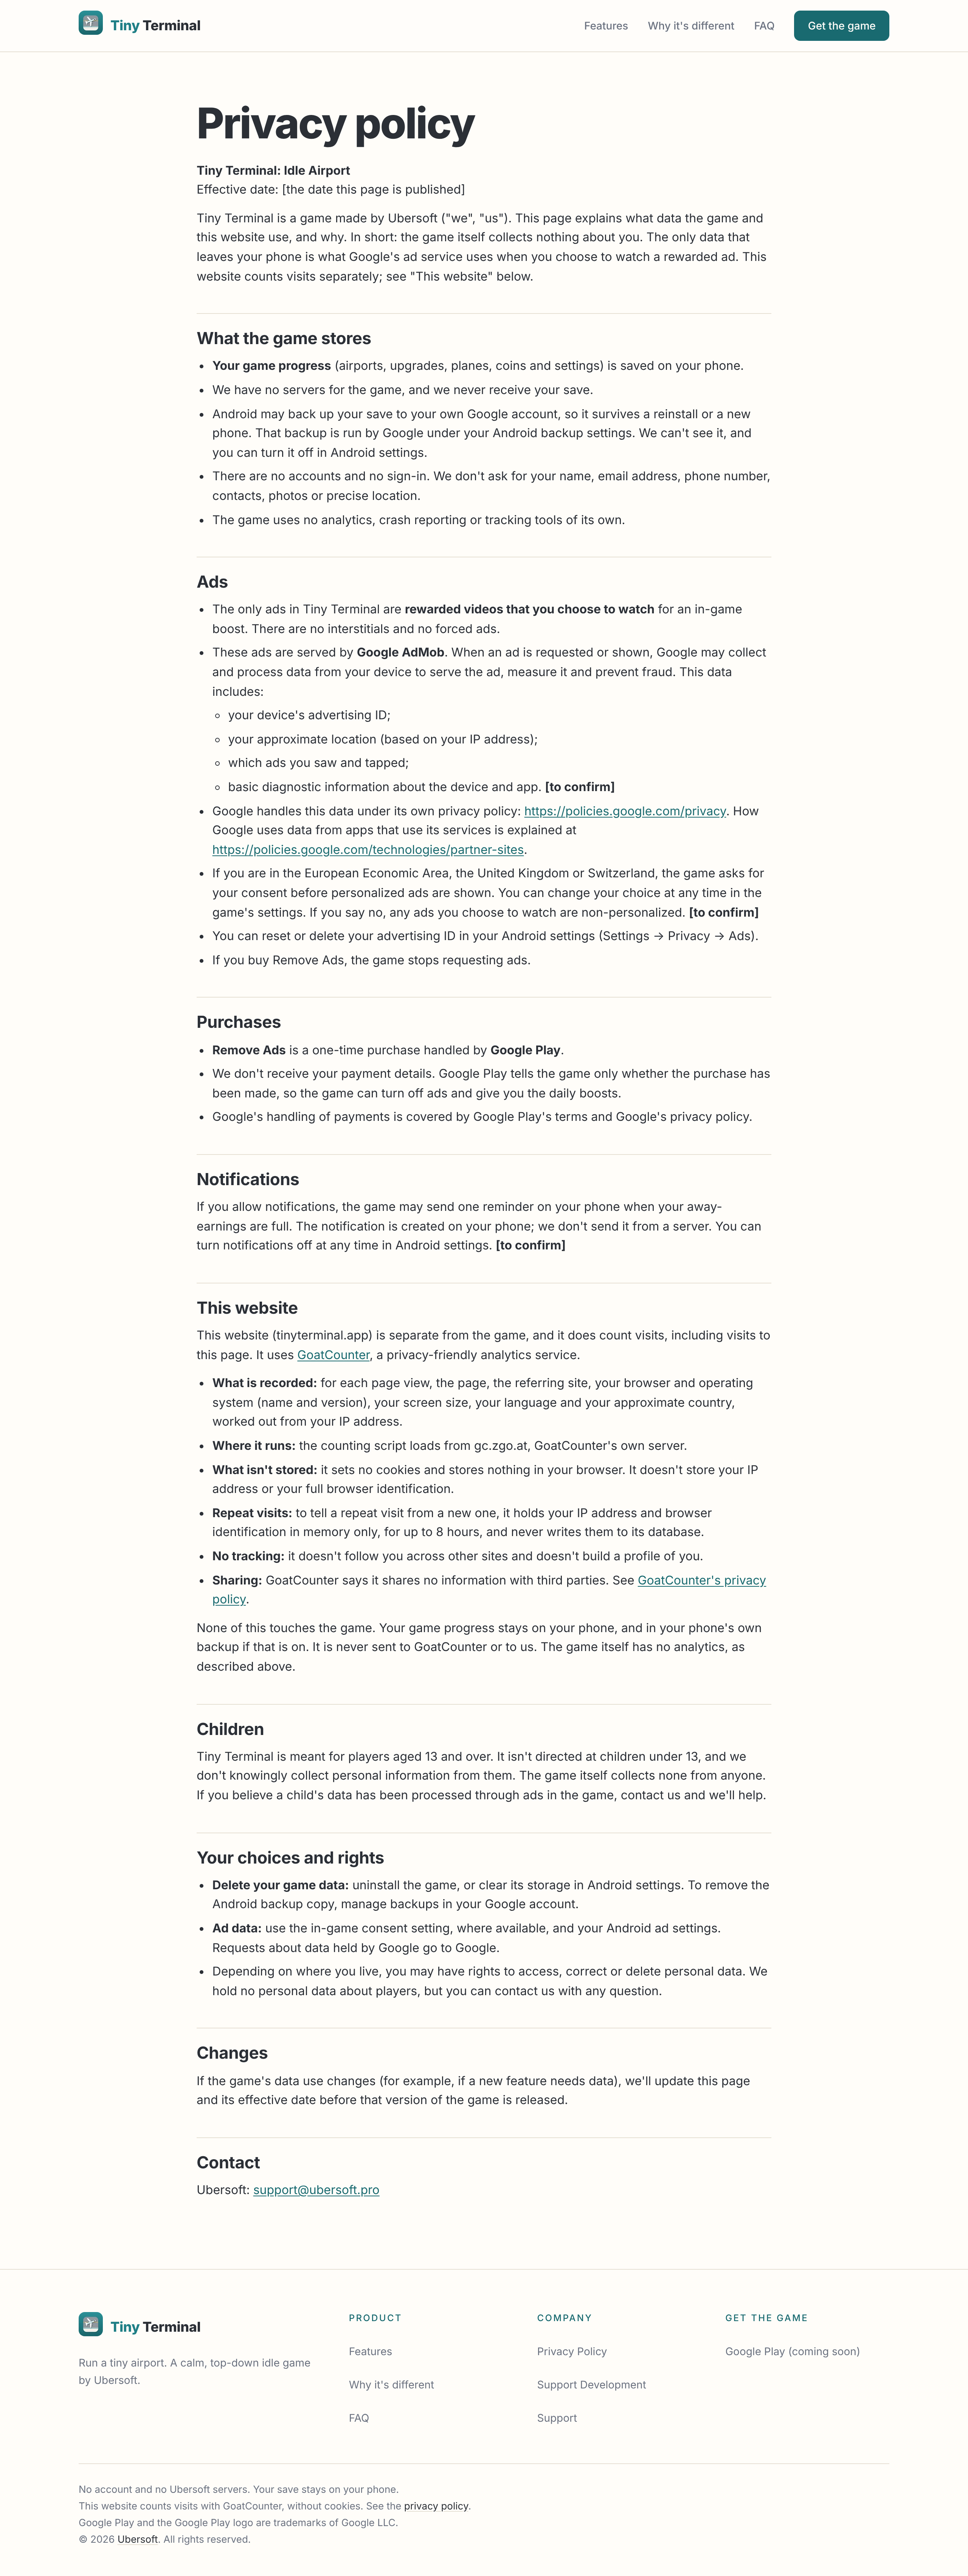 Tiny Terminal
Features
Why it's different
FAQ
Get the game
Privacy policy
Tiny Terminal: Idle Airport
Effective date: [the date this page is published]
Tiny Terminal is a game made by Ubersoft ("we", "us"). This page explains what data the game and
this website use, and why. In short: the game itself collects nothing about you. The only data that
leaves your phone is what Google's ad service uses when you choose to watch a rewarded ad. This
website counts visits separately; see "This website" below.
What the game stores
• Your game progress (airports, upgrades, planes, coins and settings) is saved on your phone.
• We have no servers for the game, and we never receive your save.
• Android may back up your save to your own Google account, so it survives a reinstall or a new
phone. That backup is run by Google under your Android backup settings. We can't see it, and
you can turn it off in Android settings.
• There are no accounts and no sign-in. We don't ask for your name, email address, phone number,
contacts, photos or precise location.
• The game uses no analytics, crash reporting or tracking tools of its own.
Ads
• The only ads in Tiny Terminal are rewarded videos that you choose to watch for an in-game
boost. There are no interstitials and no forced ads.
• These ads are served by Google AdMob. When an ad is requested or shown, Google may collect
and process data from your device to serve the ad, measure it and prevent fraud. This data
includes:
◦ your device's advertising ID;
◦ your approximate location (based on your IP address);
◦ which ads you saw and tapped;
◦ basic diagnostic information about the device and app. [to confirm]
• Google handles this data under its own privacy policy: https://policies.google.com/privacy. How
Google uses data from apps that use its services is explained at
https://policies.google.com/technologies/partner-sites.
• If you are in the European Economic Area, the United Kingdom or Switzerland, the game asks for
your consent before personalized ads are shown. You can change your choice at any time in the
game's settings. If you say no, any ads you choose to watch are non-personalized. [to confirm]
• You can reset or delete your advertising ID in your Android settings (Settings → Privacy → Ads).
• If you buy Remove Ads, the game stops requesting ads.
Purchases
• Remove Ads is a one-time purchase handled by Google Play.
• We don't receive your payment details. Google Play tells the game only whether the purchase has
been made, so the game can turn off ads and give you the daily boosts.
• Google's handling of payments is covered by Google Play's terms and Google's privacy policy.
Notifications
If you allow notifications, the game may send one reminder on your phone when your away-
earnings are full. The notification is created on your phone; we don't send it from a server. You can
turn notifications off at any time in Android settings. [to confirm]
This website
This website (tinyterminal.app) is separate from the game, and it does count visits, including visits to
this page. It uses GoatCounter, a privacy-friendly analytics service.
• What is recorded: for each page view, the page, the referring site, your browser and operating
system (name and version), your screen size, your language and your approximate country,
worked out from your IP address.
• Where it runs: the counting script loads from gc.zgo.at, GoatCounter's own server.
• What isn't stored: it sets no cookies and stores nothing in your browser. It doesn't store your IP
address or your full browser identification.
• Repeat visits: to tell a repeat visit from a new one, it holds your IP address and browser
identification in memory only, for up to 8 hours, and never writes them to its database.
• No tracking: it doesn't follow you across other sites and doesn't build a profile of you.
• Sharing: GoatCounter says it shares no information with third parties. See GoatCounter's privacy
policy.
None of this touches the game. Your game progress stays on your phone, and in your phone's own
backup if that is on. It is never sent to GoatCounter or to us. The game itself has no analytics, as
described above.
Children
Tiny Terminal is meant for players aged 13 and over. It isn't directed at children under 13, and we
don't knowingly collect personal information from them. The game itself collects none from anyone.
If you believe a child's data has been processed through ads in the game, contact us and we'll help.
Your choices and rights
• Delete your game data: uninstall the game, or clear its storage in Android settings. To remove the
Android backup copy, manage backups in your Google account.
• Ad data: use the in-game consent setting, where available, and your Android ad settings.
Requests about data held by Google go to Google.
• Depending on where you live, you may have rights to access, correct or delete personal data. We
hold no personal data about players, but you can contact us with any question.
Changes
If the game's data use changes (for example, if a new feature needs data), we'll update this page
and its effective date before that version of the game is released.
Contact
Ubersoft: support@ubersoft.pro
Tiny Terminal
Run a tiny airport. A calm, top-down idle game
by Ubersoft.
PRODUCT
Features
Why it's different
FAQ
COMPANY
Privacy Policy
Support Development
Support
GET THE GAME
Google Play (coming soon)
No account and no Ubersoft servers. Your save stays on your phone.
This website counts visits with GoatCounter, without cookies. See the privacy policy.
Google Play and the Google Play logo are trademarks of Google LLC.
© 2026 Ubersoft. All rights reserved.